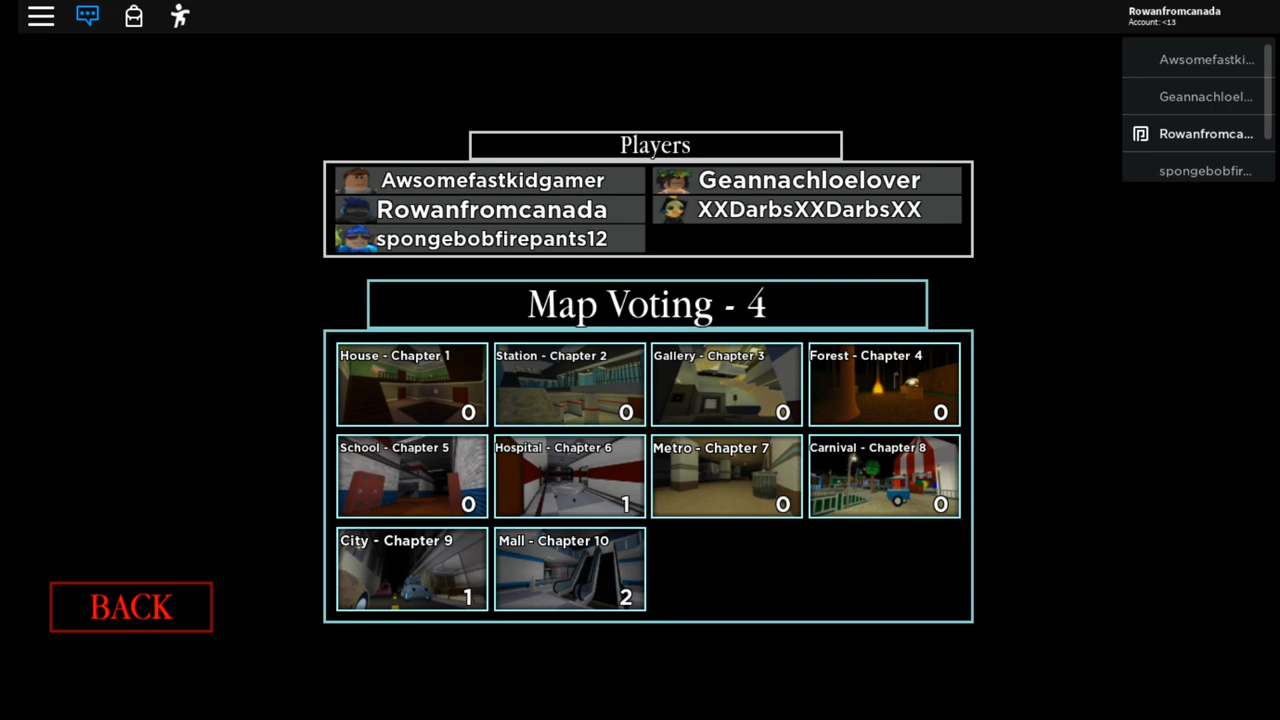 Rowanfromcanada
Account: <13
Awsomefastki...
Geannachloel...
Rowanfromca...
spongebobfir...
Players
Awsomefastkidgamer
Geannachloelover
Rowanfromcanada
XXDarbsXXDarbsXX
spongebobfirepants12
Map Voting - 4
House - Chapter 1
0
Station - Chapter 2
0
Gallery - Chapter 3
0
Forest - Chapter 4
0
School - Chapter 5
0
Hospital - Chapter 6
1
Metro - Chapter 7
0
Carnival - Chapter 8
0
City - Chapter 9
1
Mall - Chapter 10
2
BACK